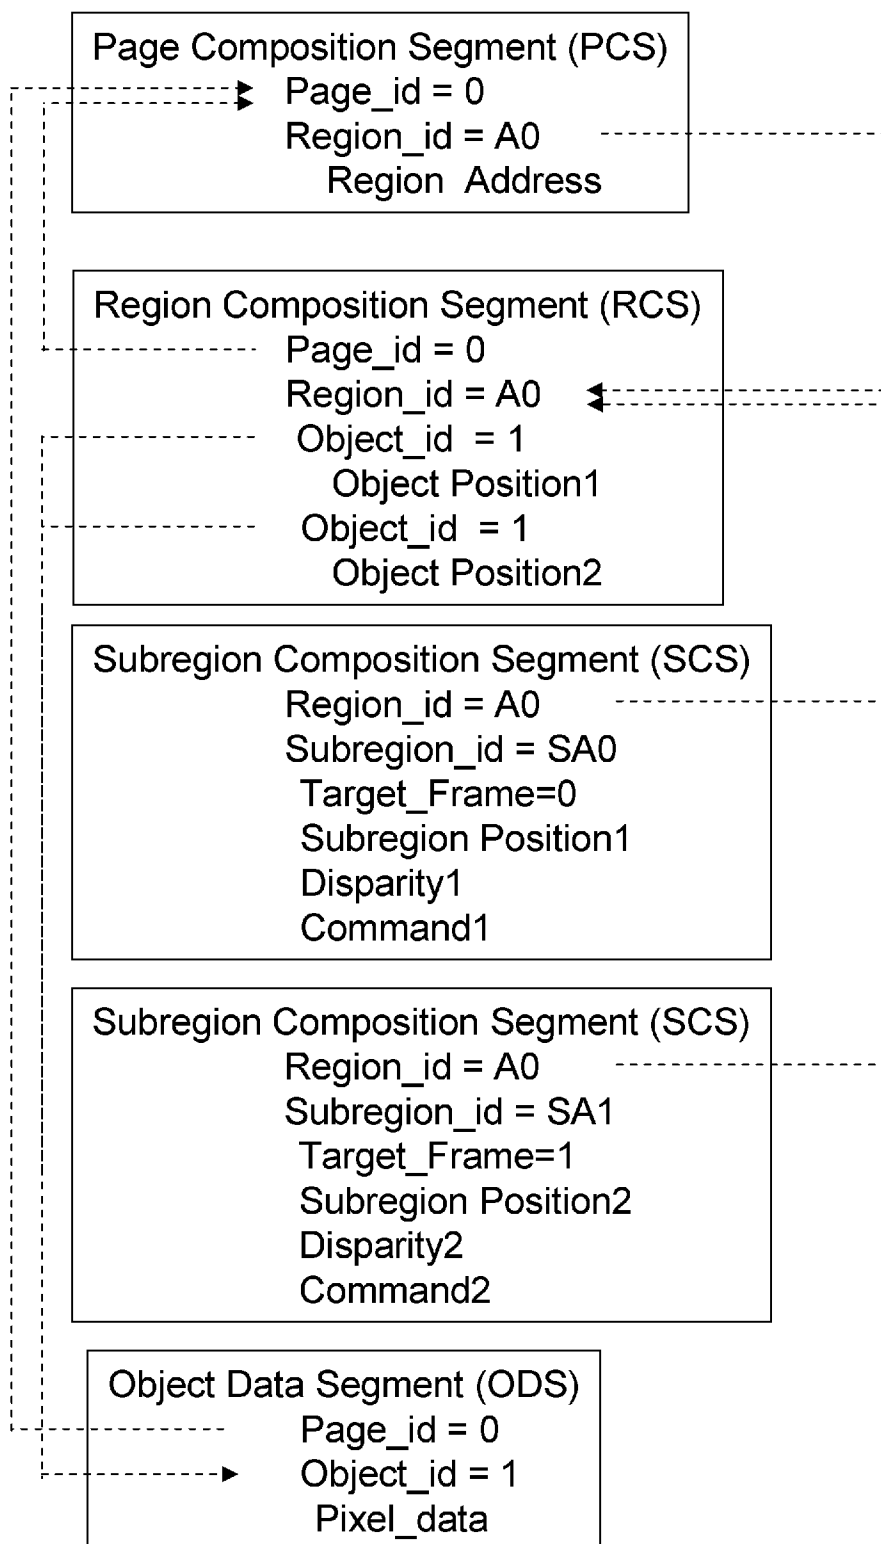 Page Composition Segment (PCS)
Page_id = 0
Region_id = A0
Region Address
Region Composition Segment (RCS)
Page_id = 0
Region_id = A0
Object_id = 1
Object Position1
Object_id = 1
Object Position2
Subregion Composition Segment (SCS)
Region_id = A0
Subregion_id = SA0
Target_Frame=0
Subregion Position1
Disparity1
Command1
Subregion Composition Segment (SCS)
Region_id = A0
Subregion_id = SA1
Target_Frame=1
Subregion Position2
Disparity2
Command2
Object Data Segment (ODS)
Page_id = 0
Object_id = 1
Pixel_data